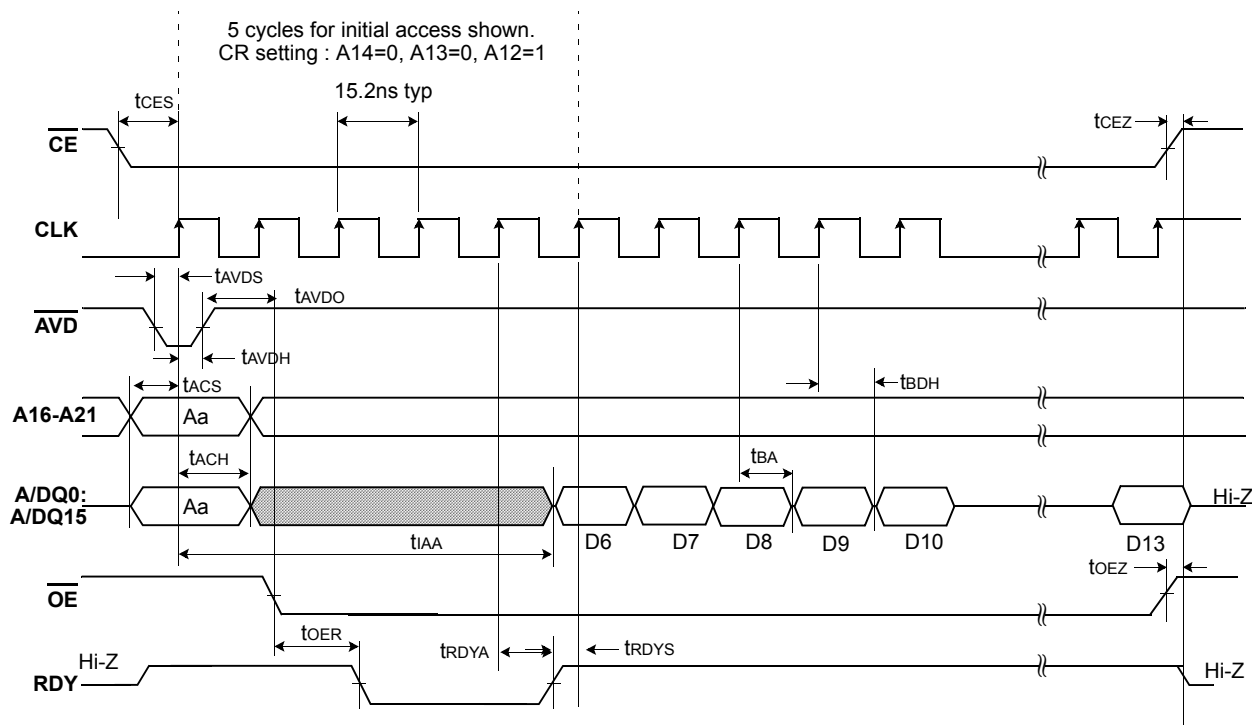 5 cycles for initial access shown.
CR setting : A14=0, A13=0, A12=1
15.2ns typ
tCES
tCEZ
CE
CLK
tAVDS
tAVDO
AVD
tAVDH
tACS
tBDH
A16-A21
Aa
tACH
tBA
A/DQ0:
A/DQ15
Aa
Hi-Z
tIAA
D6
D7
D8
D9
D10
D13
OE
tOEZ
tOER
tRDYA
tRDYS
Hi-Z
RDY
Hi-Z